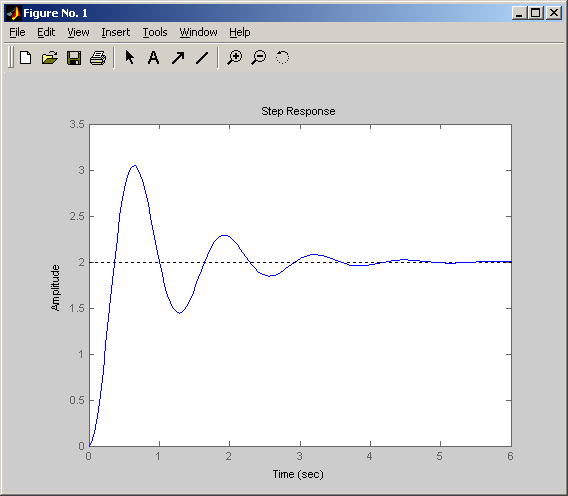 Figure No. 1
File Edit View Insert Tools Window Help
A
Step Response
3.5
3
2.5
2
1.5
1
0.5
0
Amplitude
0 1 2 3 4 5 6
Time (sec)